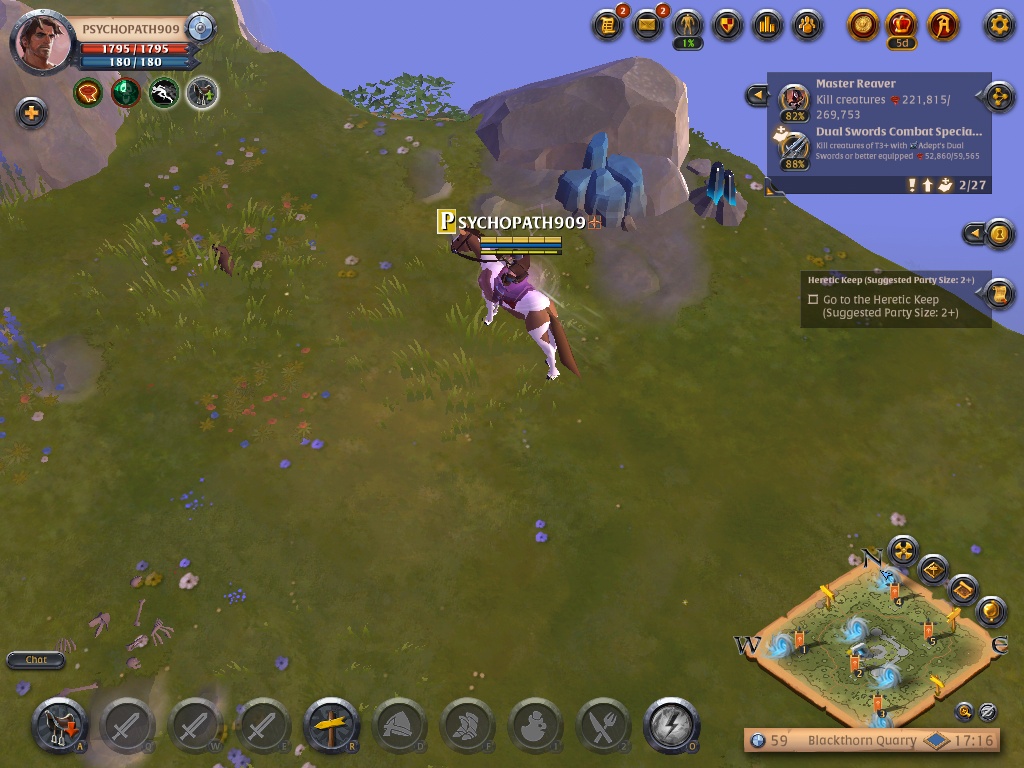 PSYCHOPATH909
1795 / 1795
180 / 180
2
2
1%
5d
Master Reaver
Kill creatures 221,815/
269,753
82%
Dual Swords Combat Specia...
Kill creatures of T3+ with Adept's Dual
Swords or better equipped 52,860/59,565
88%
2/27
PSYCHOPATH909
Heretic Keep (Suggested Party Size: 2+)
Go to the Heretic Keep
(Suggested Party Size: 2+)
N
W
E
4
1
5
2
3
Chat
A
Q
W
E
R
D
F
1
2
O
59 Blackthorn Quarry 17:16